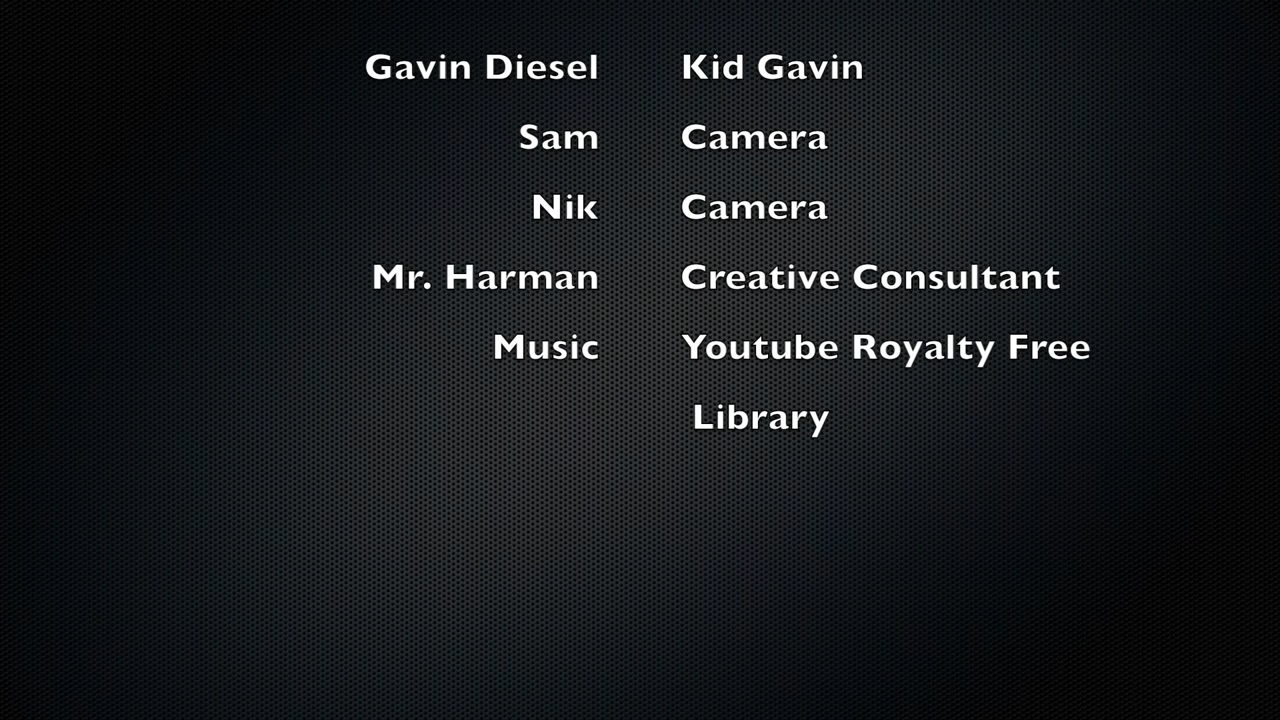 Gavin Diesel Kid Gavin
Sam Camera
Nik Camera
Mr. Harman Creative Consultant
Music Youtube Royalty Free
Library